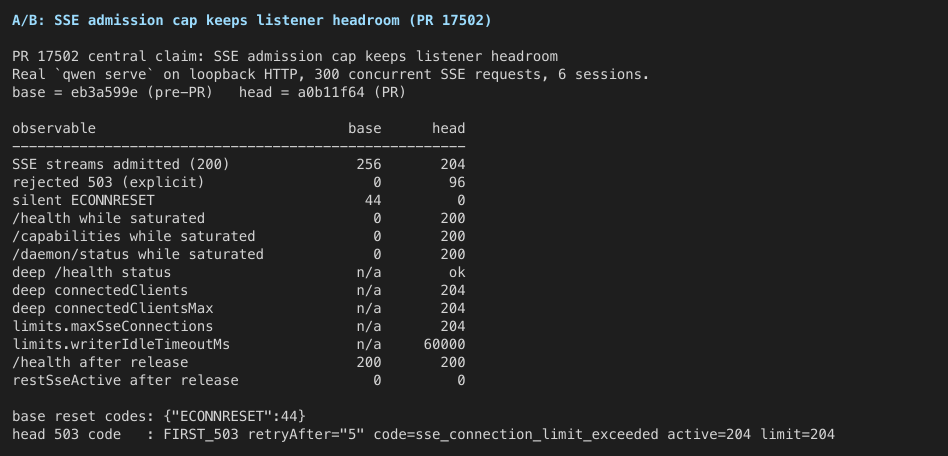 A/B: SSE admission cap keeps listener headroom (PR 17502)
PR 17502 central claim: SSE admission cap keeps listener headroom
Real `qwen serve` on loopback HTTP, 300 concurrent SSE requests, 6 sessions.
base = eb3a599e (pre-PR)   head = a0b11f64 (PR)
observable                               base      head
-------------------------------------------------------
SSE streams admitted (200)                256       204
rejected 503 (explicit)                     0        96
silent ECONNRESET                          44         0
/health while saturated                     0       200
/capabilities while saturated               0       200
/daemon/status while saturated              0       200
deep /health status                       n/a        ok
deep connectedClients                     n/a       204
deep connectedClientsMax                  n/a       204
limits.maxSseConnections                  n/a       204
limits.writerIdleTimeoutMs                n/a     60000
/health after release                     200       200
restSseActive after release                 0         0
base reset codes: {"ECONNRESET":44}
head 503 code   : FIRST_503 retryAfter="5" code=sse_connection_limit_exceeded active=204 limit=204